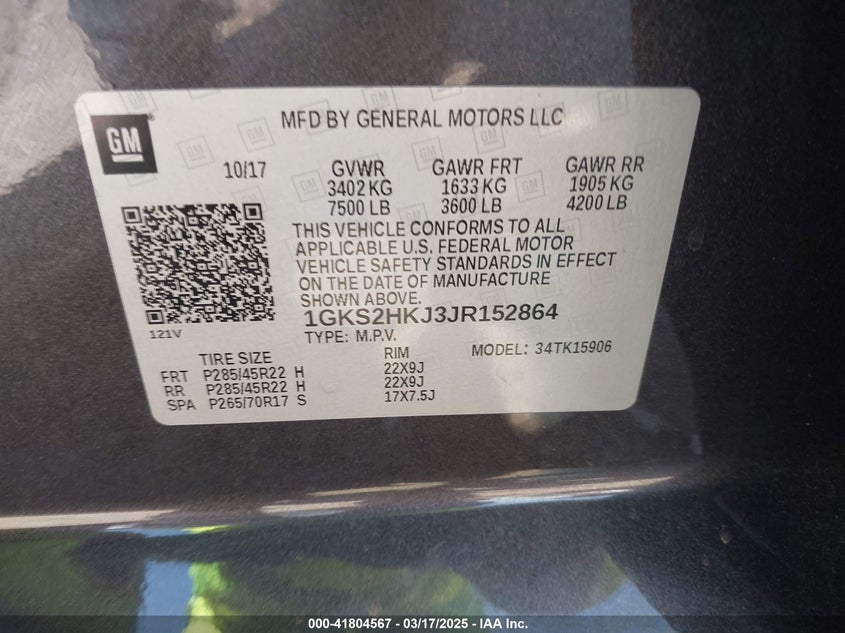 GM
MFD BY GENERAL MOTORS LLC
10/17
GVWR
GAWR FRT
GAWR RR
3402 KG
1633 KG
1905 KG
7500 LB
3600 LB
4200 LB
THIS VEHICLE CONFORMS TO ALL
APPLICABLE U.S. FEDERAL MOTOR
VEHICLE SAFETY STANDARDS IN EFFECT
ON THE DATE OF MANUFACTURE
SHOWN ABOVE.
121V
1GKS2HKJ3JR152864
TYPE: M.P.V.
MODEL: 34TK15906
TIRE SIZE
RIM
FRT P285/45R22 H 22X9J
RR P285/45R22 H 22X9J
SPA P265/70R17 S 17X7.5J
000-41804567 - 03/17/2025 - IAA Inc.